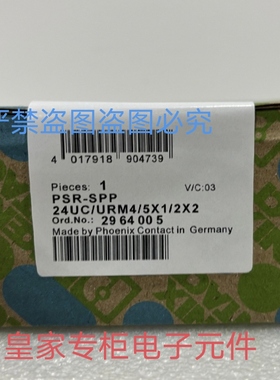 严禁盗图盗图盗图必究
4 017918 904739
Pieces: 1
V/C:03
PSR-SPP
24UC/URM4/5X1/2X2
Ord.No.: 29 64 00 5
Made by Phoenix Contact in Germany
皇家专柜电子元件